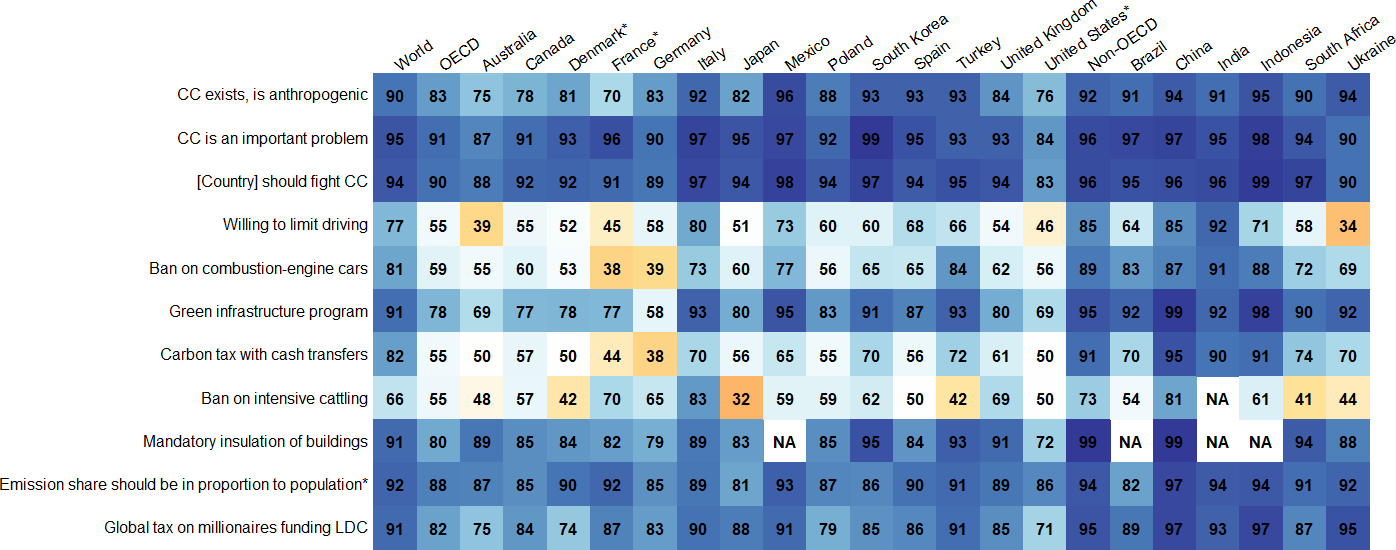 World OECD Australia Canada Denmark* France* Germany Italy Japan Mexico Poland South Korea Spain Turkey United Kingdom United States* Non-OECD Brazil China India Indonesia South Africa Ukraine
CC exists, is anthropogenic 90 83 75 78 81 70 83 92 82 96 88 93 93 93 84 76 92 91 94 91 95 90 94
CC is an important problem 95 91 87 91 93 96 90 97 95 97 92 99 95 93 93 84 96 97 97 95 98 94 90
[Country] should fight CC 94 90 88 92 92 91 89 97 94 98 94 97 94 95 94 83 96 95 96 96 99 97 90
Willing to limit driving 77 55 39 55 52 45 58 80 51 73 60 60 68 66 54 46 85 64 85 92 71 58 34
Ban on combustion-engine cars 81 59 55 60 53 38 39 73 60 77 56 65 65 84 62 56 89 83 87 91 88 72 69
Green infrastructure program 91 78 69 77 78 77 58 93 80 95 83 91 87 93 80 69 95 92 99 92 98 90 92
Carbon tax with cash transfers 82 55 50 57 50 44 38 70 56 65 55 70 56 72 61 50 91 70 95 90 91 74 70
Ban on intensive cattling 66 55 48 57 42 70 65 83 32 59 59 62 50 42 69 50 73 54 81 NA 61 41 44
Mandatory insulation of buildings 91 80 89 85 84 82 79 89 83 NA 85 95 84 93 91 72 99 NA 99 NA NA 94 88
Emission share should be in proportion to population* 92 88 87 85 90 92 85 89 81 93 87 86 90 91 89 86 94 82 97 94 94 91 92
Global tax on millionaires funding LDC 91 82 75 84 74 87 83 90 88 91 79 85 86 91 85 71 95 89 97 93 97 87 95